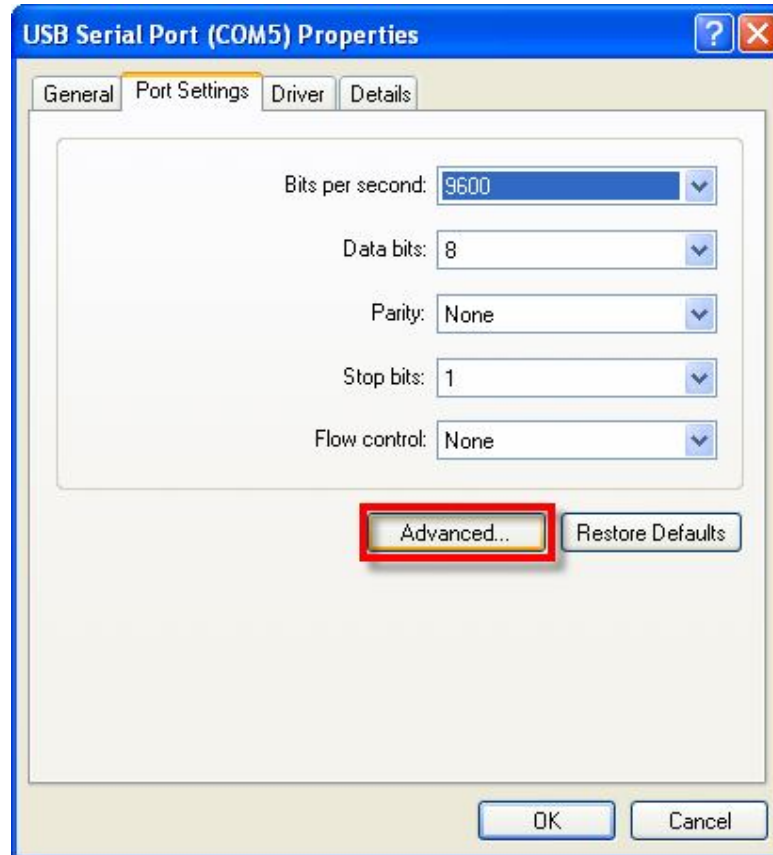 USB Serial Port (COM5) Properties
General Port Settings Driver Details
Bits per second: 9600
Data bits: 8
Parity: None
Stop bits: 1
Flow control: None
Advanced... Restore Defaults
OK Cancel